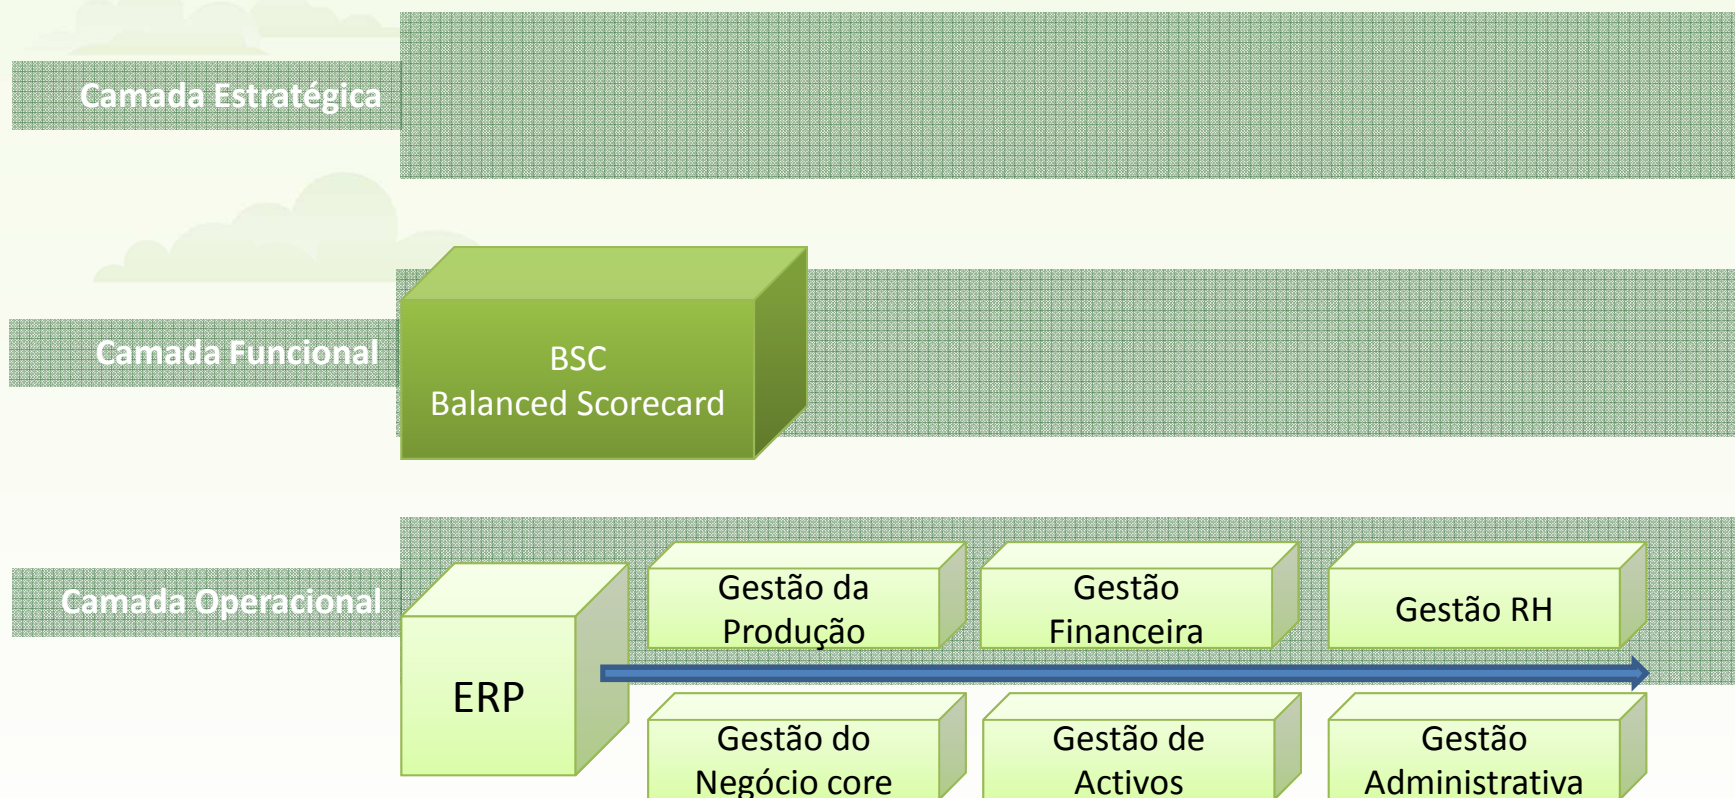 Camada Estratégica
Camada Funcional
BSC
Balanced Scorecard
Camada Operacional
ERP
Gestão da
Produção
Gestão
Financeira
Gestão RH
Gestão do
Negócio core
Gestão de
Activos
Gestão
Administrativa